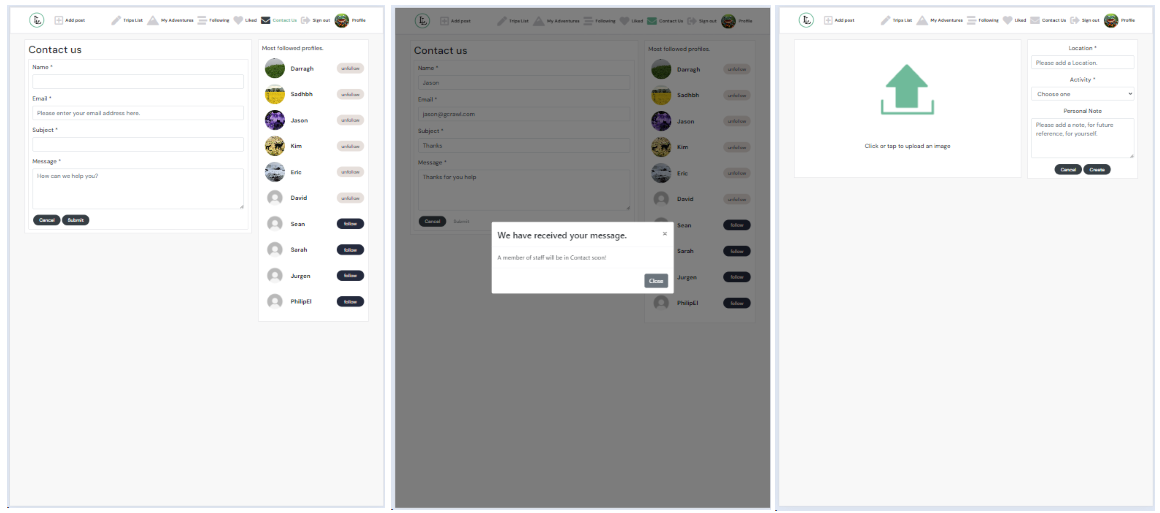 Add post Trips List My Adventures Following Liked Contact Us Sign out Profile
Contact us
Name *
Email *
Please enter your email address here.
Subject *
Message *
How can we help you?
Cancel Submit
Most followed profiles.
Darragh unfollow
Sadhbh unfollow
Jason unfollow
Kim unfollow
Eric unfollow
David unfollow
Sean follow
Sarah follow
Jurgen follow
PhilipEl follow
Add post Trips List My Adventures Following Liked Contact Us Sign out Profile
Contact us
Name *
Jason
Email *
Subject *
Thanks
Message *
Thanks for you help
Cancel Submit
Most followed profiles.
Darragh unfollow
Sadhbh unfollow
Jason unfollow
Kim unfollow
Eric unfollow
David unfollow
Sean follow
Sarah follow
Jurgen follow
PhilipEl follow
We have received your message. ×
A member of staff will be in Contact soon!
Close
Add post Trips List My Adventures Following Liked Contact Us Sign out Profile
Click or tap to upload an image
Location *
Please add a Location.
Activity *
Choose one
Personal Note
Please add a note, for future
reference, for yourself.
Cancel Create